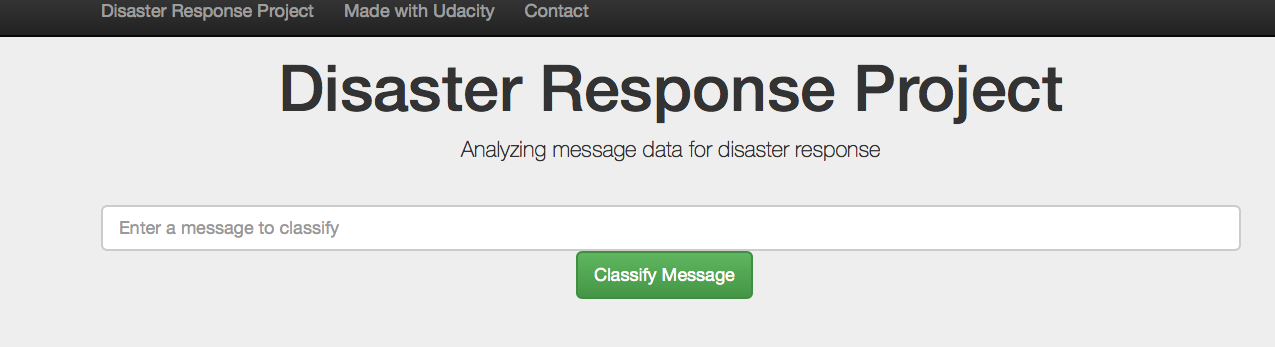 Disaster Response Project Made with Udacity Contact
Disaster Response Project
Analyzing message data for disaster response
Enter a message to classify
Classify Message